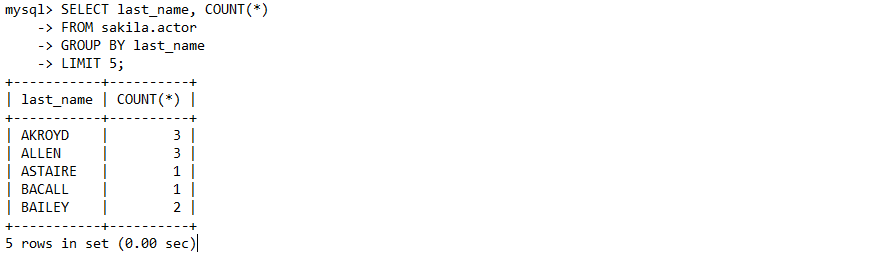 mysql> SELECT last_name, COUNT(*)
    -> FROM sakila.actor
    -> GROUP BY last_name
    -> LIMIT 5;
+-----------+----------+
| last_name | COUNT(*) |
+-----------+----------+
| AKROYD    |        3 |
| ALLEN     |        3 |
| ASTAIRE   |        1 |
| BACALL    |        1 |
| BAILEY    |        2 |
+-----------+----------+
5 rows in set (0.00 sec)